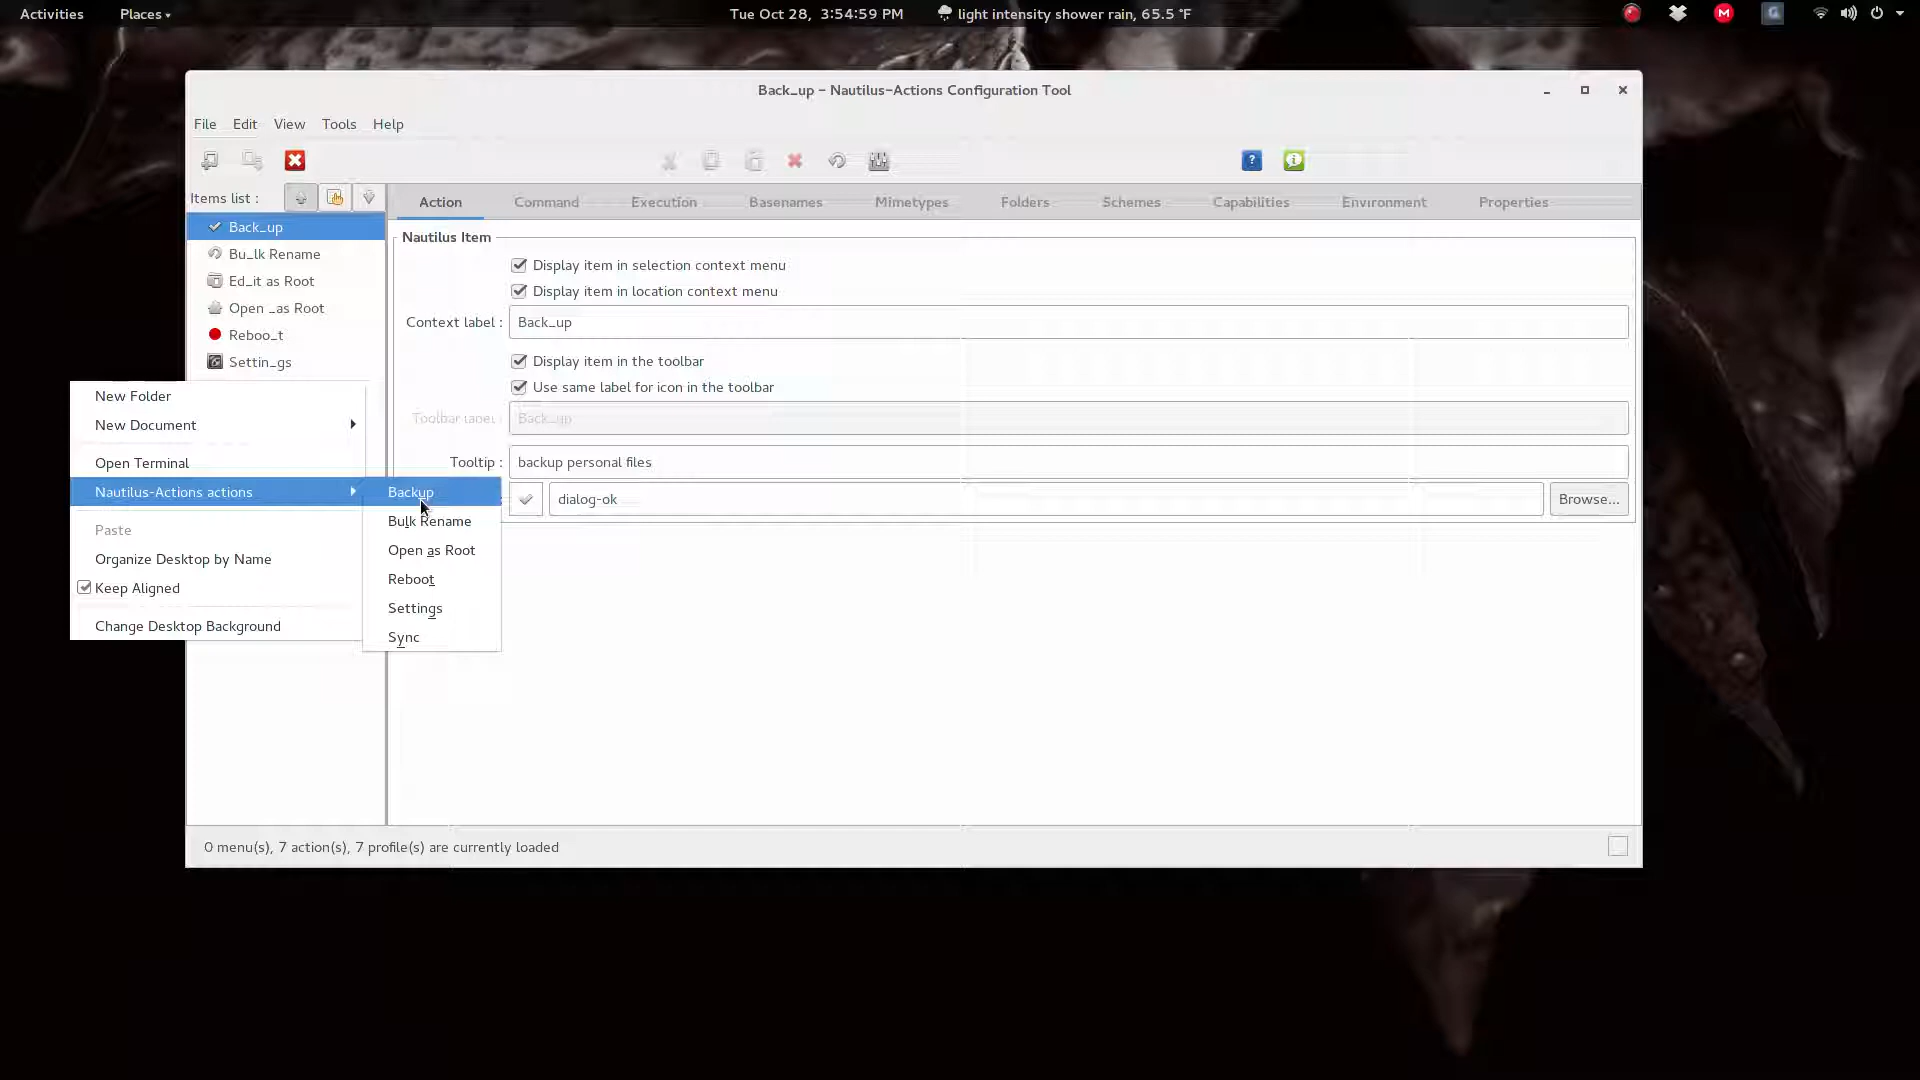 Activities Places Tue Oct 28, 3:54:59 PM light intensity shower rain, 65.5 °F
Back_up - Nautilus-Actions Configuration Tool
File Edit View Tools Help
Items list : Action Command Execution Basenames Mimetypes Folders Schemes Capabilities Environment Properties
Back_up
Bu_lk Rename
Ed_it as Root
Open _as Root
Reboo_t
Settin_gs
Nautilus Item
Display item in selection context menu
Display item in location context menu
Context label : Back_up
Display item in the toolbar
Use same label for icon in the toolbar
Toolbar label : Back_up
Tooltip : backup personal files
dialog-ok Browse...
New Folder
New Document
Open Terminal
Nautilus-Actions actions
Paste
Organize Desktop by Name
Keep Aligned
Change Desktop Background
Backup
Bulk Rename
Open as Root
Reboot
Settings
Sync
0 menu(s), 7 action(s), 7 profile(s) are currently loaded